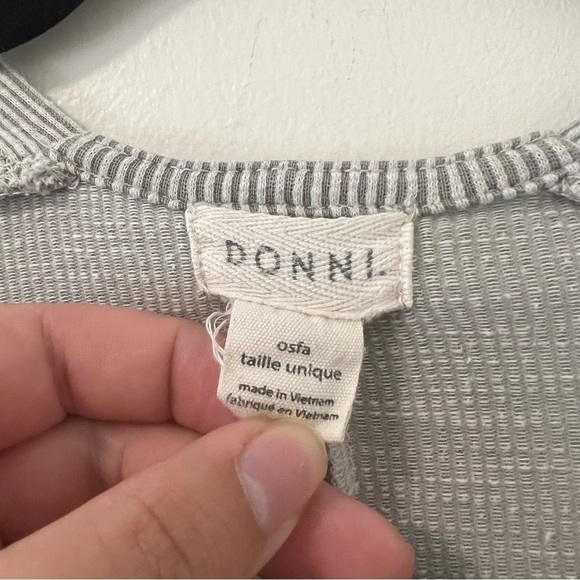 DONNI.
osfa
taille unique
made in Vietnam
fabriqué en Vietnam